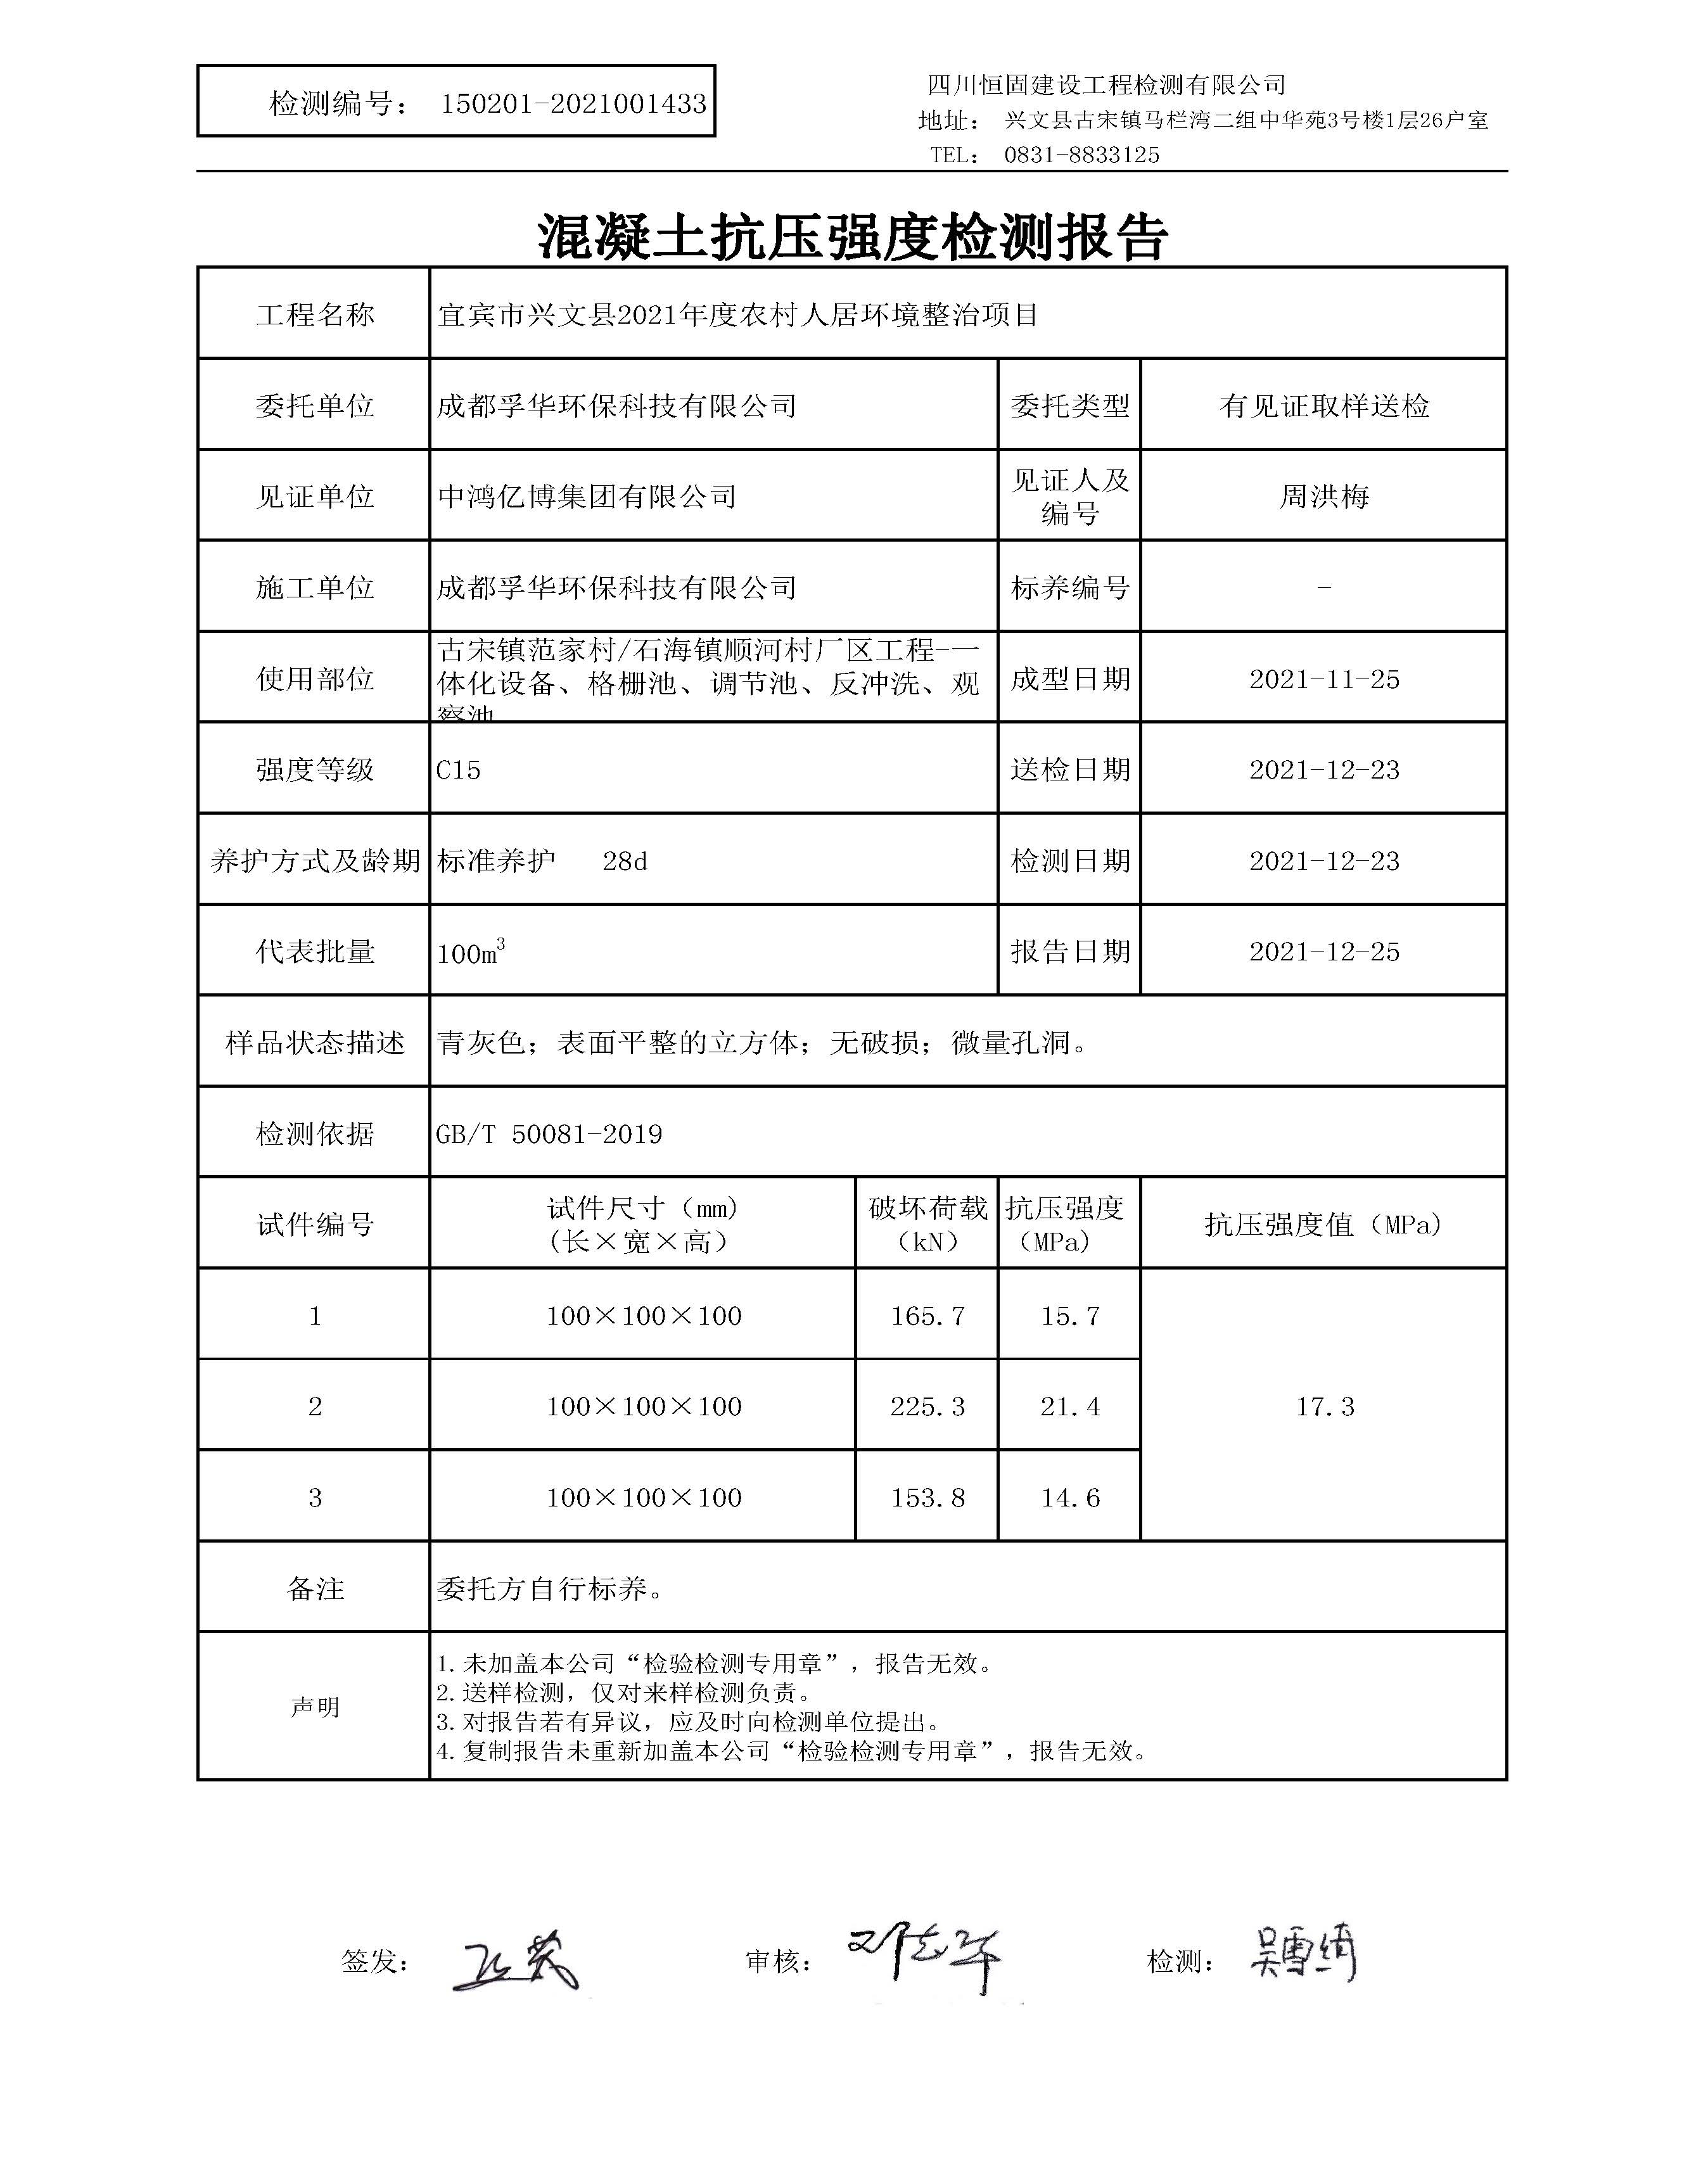 检测编号： 150201-2021001433
四川恒固建设工程检测有限公司
地址： 兴文县古宋镇马栏湾二组中华苑3号楼1层26户室
TEL： 0831-8833125
混凝土抗压强度检测报告
工程名称 宜宾市兴文县2021年度农村人居环境整治项目
委托单位 成都孚华环保科技有限公司 委托类型 有见证取样送检
见证单位 中鸿亿博集团有限公司 见证人及
编号 周洪梅
施工单位 成都孚华环保科技有限公司 标养编号 -
使用部位 古宋镇范家村/石海镇顺河村厂区工程-一
体化设备、格栅池、调节池、反冲洗、观
察池
成型日期 2021-11-25
强度等级 C15 送检日期 2021-12-23
养护方式及龄期 标准养护 28d 检测日期 2021-12-23
代表批量 100m³ 报告日期 2021-12-25
样品状态描述 青灰色；表面平整的立方体；无破损；微量孔洞。
检测依据 GB/T 50081-2019
试件编号 试件尺寸（mm)
(长×宽×高） 破坏荷载
（kN） 抗压强度
（MPa) 抗压强度值（MPa)
1 100×100×100 165.7 15.7
2 100×100×100 225.3 21.4 17.3
3 100×100×100 153.8 14.6
备注 委托方自行标养。
声明
1.未加盖本公司“检验检测专用章”，报告无效。
2.送样检测，仅对来样检测负责。
3.对报告若有异议，应及时向检测单位提出。
4.复制报告未重新加盖本公司“检验检测专用章”，报告无效。
签发： 审核： 检测： 吴雪绮